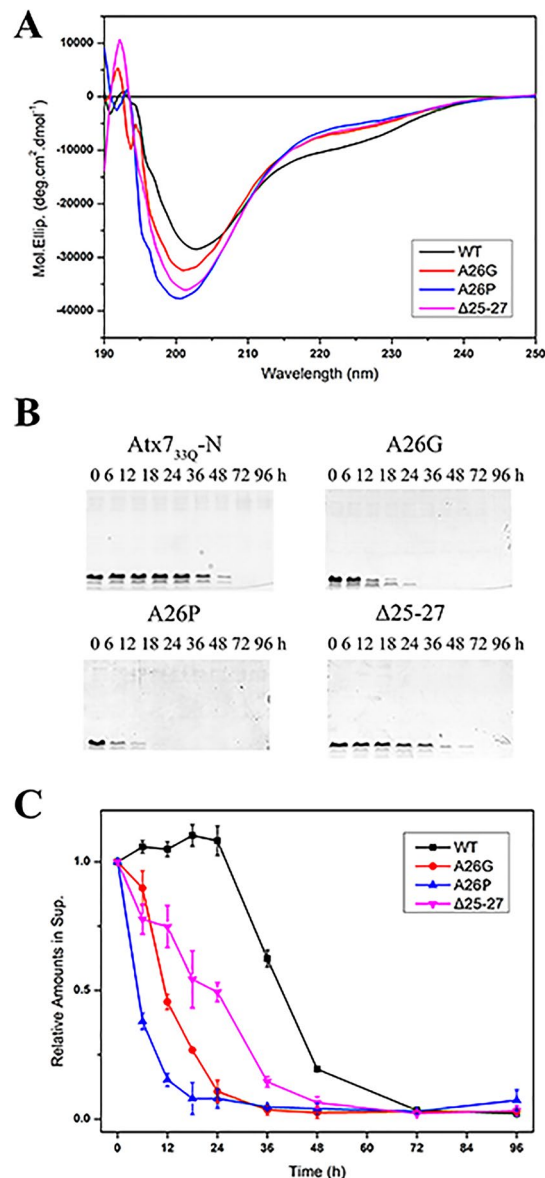 A
10000
0
-10000
-20000
-30000
-40000
Mol.Ellip. (deg.cm².dmol⁻¹)
WT
A26G
A26P
Δ25-27
190 200 210 220 230 240 250
Wavelength (nm)
B
Atx7₃₃Q-N
0 6 12 18 24 36 48 72 96 h
A26G
0 6 12 18 24 36 48 72 96 h
A26P
0 6 12 18 24 36 48 72 96 h
Δ25-27
0 6 12 18 24 36 48 72 96 h
C
1.0
0.5
0.0
Relative Amounts in Sup.
WT
A26G
A26P
Δ25-27
0 12 24 36 48 60 72 84 96
Time (h)